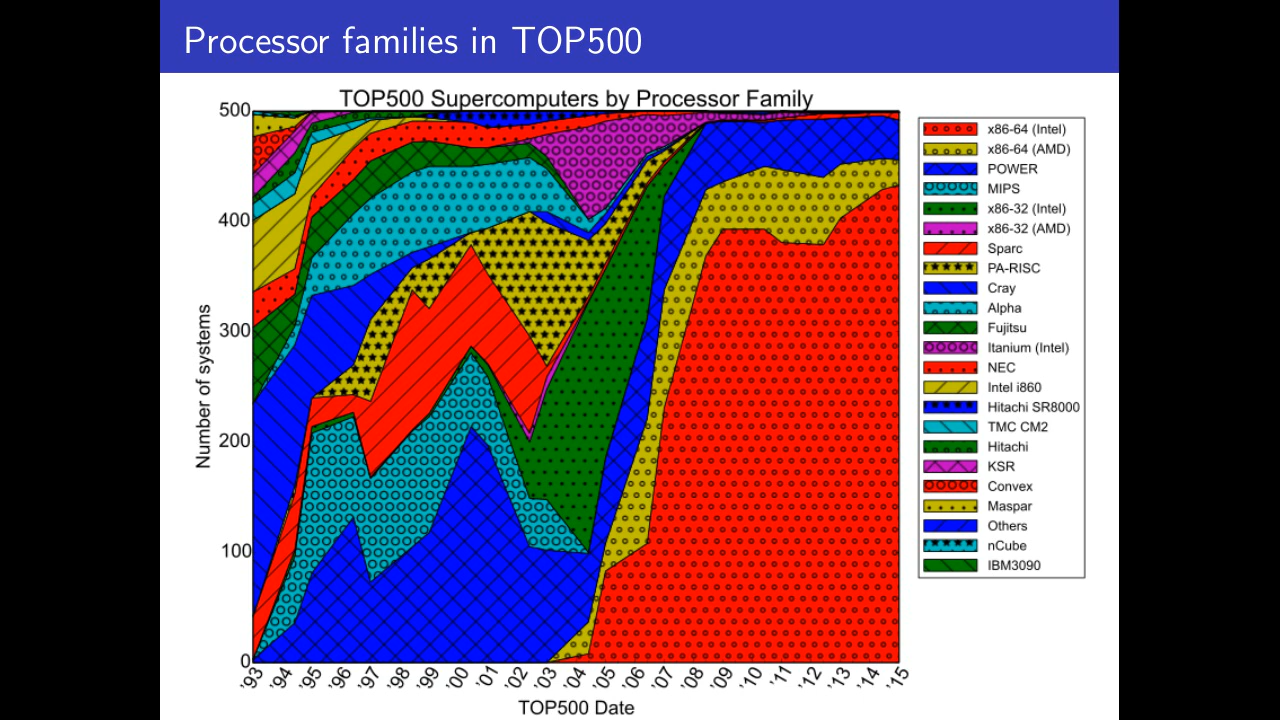 Processor families in TOP500
TOP500 Supercomputers by Processor Family
500
400
300
200
100
0
Number of systems
'93
'94
'95
'96
'97
'98
'99
'00
'01
'02
'03
'04
'05
'06
'07
'08
'09
'10
'11
'12
'13
'14
'15
TOP500 Date
x86-64 (Intel)
x86-64 (AMD)
POWER
MIPS
x86-32 (Intel)
x86-32 (AMD)
Sparc
PA-RISC
Cray
Alpha
Fujitsu
Itanium (Intel)
NEC
Intel i860
Hitachi SR8000
TMC CM2
Hitachi
KSR
Convex
Maspar
Others
nCube
IBM3090